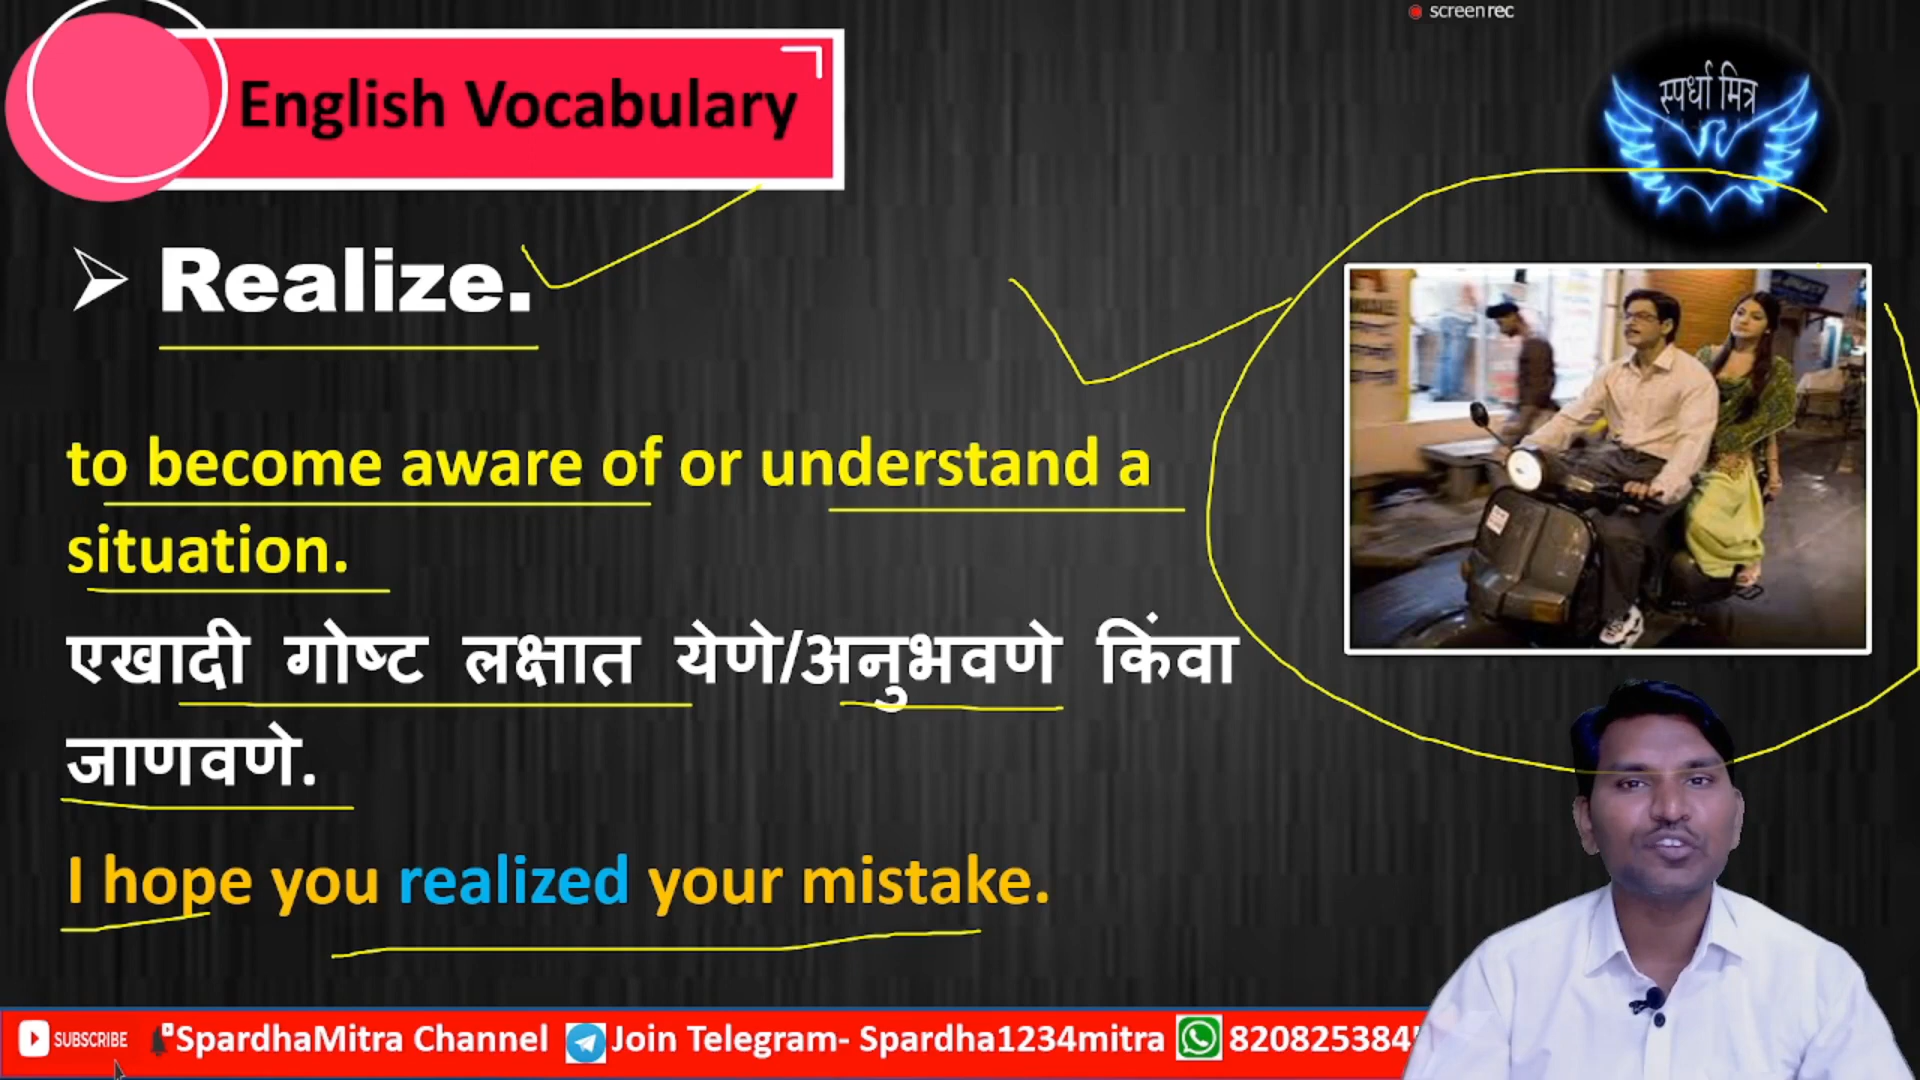 screenrec
English Vocabulary
स्पर्धा मित्र
Realize.
to become aware of or understand a
situation.
एखादी गोष्ट लक्षात येणे/अनुभवणे किंवा
जाणवणे.
I hope you realized your mistake.
SUBSCRIBE SpardhaMitra Channel Join Telegram- Spardha1234mitra 820825384